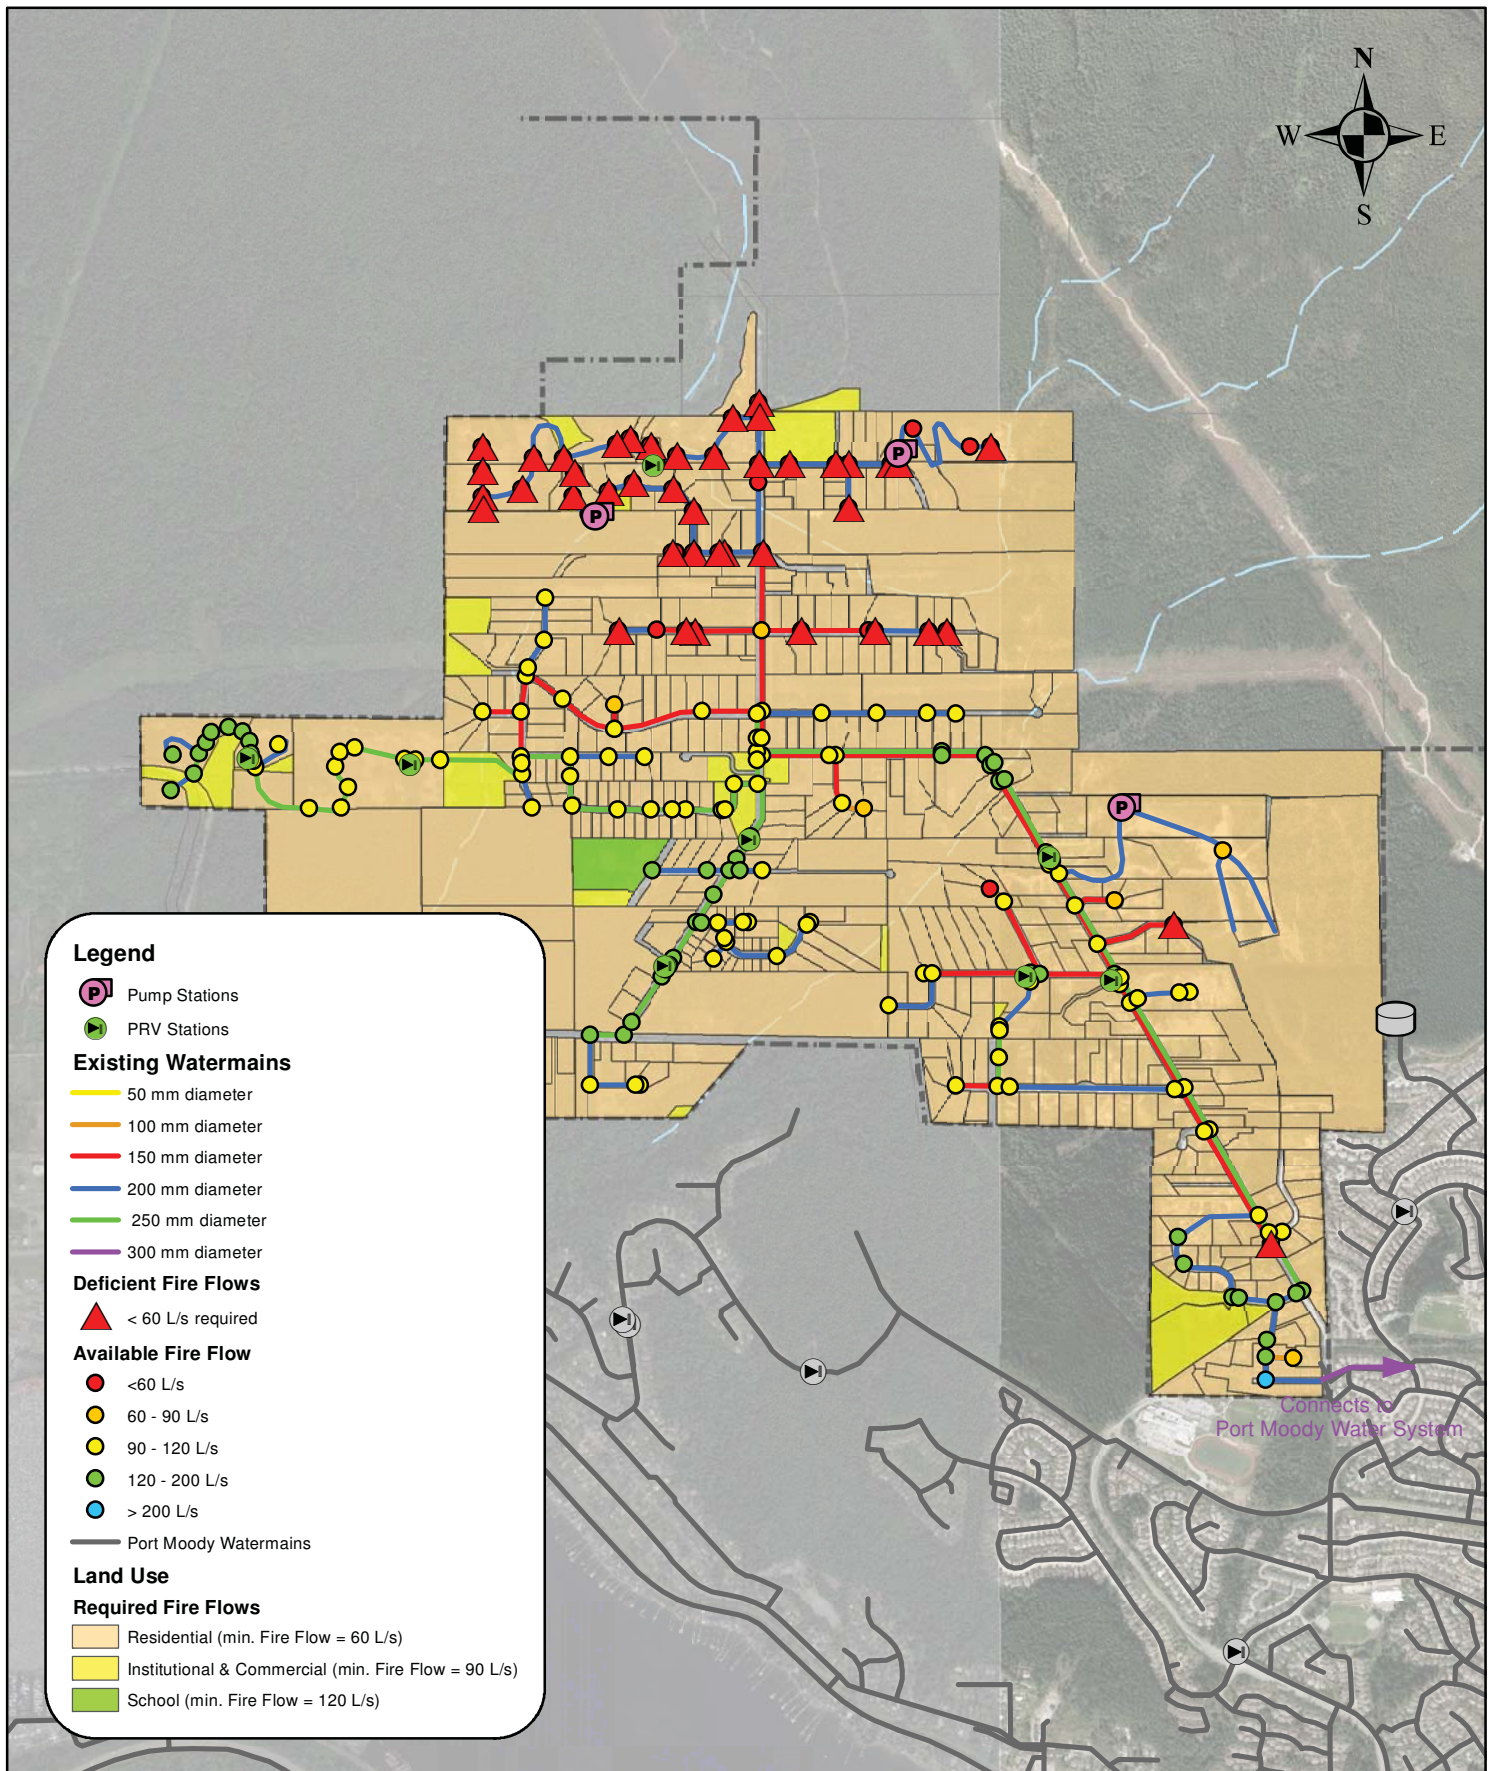 N
W
E
S
P
P
P
Legend
P
Pump Stations
PRV Stations
Existing Watermains
50 mm diameter
100 mm diameter
150 mm diameter
200 mm diameter
250 mm diameter
300 mm diameter
Deficient Fire Flows
< 60 L/s required
Available Fire Flow
<60 L/s
60 - 90 L/s
90 - 120 L/s
120 - 200 L/s
> 200 L/s
Port Moody Watermains
Land Use
Required Fire Flows
Residential (min. Fire Flow = 60 L/s)
Institutional & Commercial (min. Fire Flow = 90 L/s)
School (min. Fire Flow = 120 L/s)
Connects to
Port Moody Water System